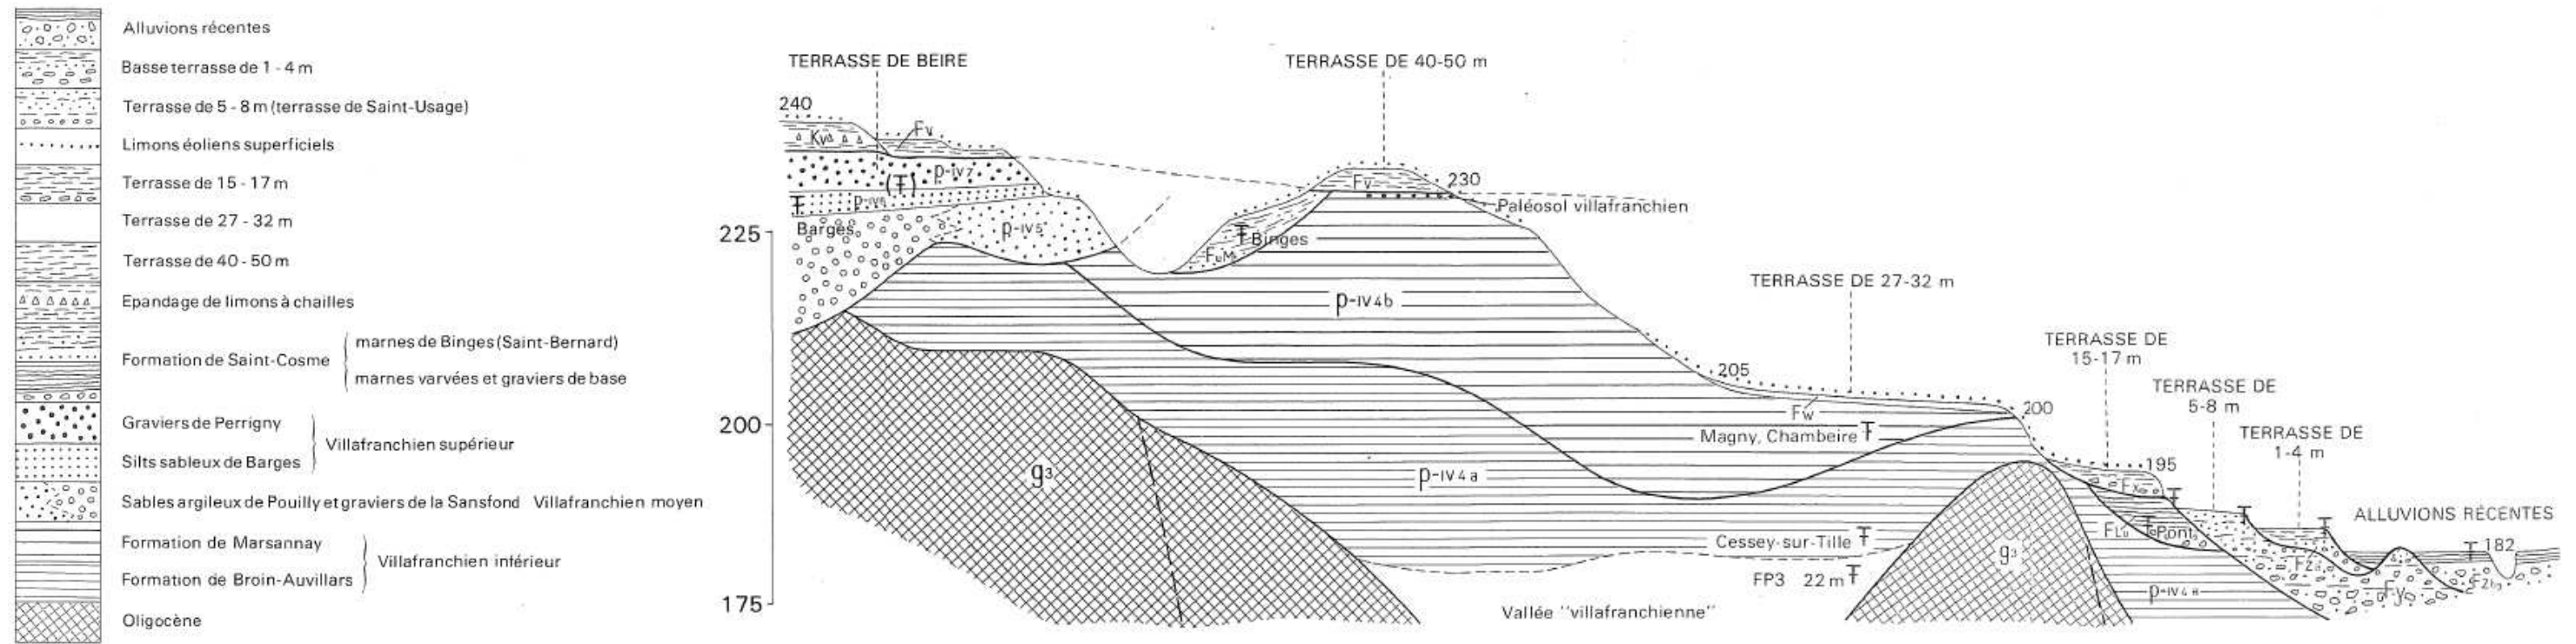 Alluvions récentes
Basse terrasse de 1 - 4 m
Terrasse de 5 - 8 m (terrasse de Saint-Usage)
Limons éoliens superficiels
Terrasse de 15 - 17 m
Terrasse de 27 - 32 m
Terrasse de 40 - 50 m
Epandage de limons à chailles
Formation de Saint-Cosme
marnes de Binges (Saint-Bernard)
marnes varvées et graviers de base
Graviers de Perrigny
Silts sableux de Barges
Villafranchien supérieur
Sables argileux de Pouilly et graviers de la Sansfond Villafranchien moyen
Formation de Marsannay
Formation de Broin-Auvillars
Villafranchien inférieur
Oligocène
TERRASSE DE BEIRE
TERRASSE DE 40-50 m
240
Kv
Fv
p-IV7
(Ŧ)
Ŧ
p-IV6
Barges
p-IV5
225
200
175
Fv
230
Paléosol villafranchien
Ŧ Binges
FuM
p-IV4b
TERRASSE DE 27-32 m
205
Fw
200
Magny, Chambeire Ŧ
p-IV4a
g3
Cessey-sur-Tille Ŧ
FP3 22 m Ŧ
Vallée "villafranchienne"
g3
TERRASSE DE
15-17 m
TERRASSE DE
5-8 m
TERRASSE DE
1-4 m
195
Fx
Pont
p-IV4a
ALLUVIONS RÉCENTES
182
Fy